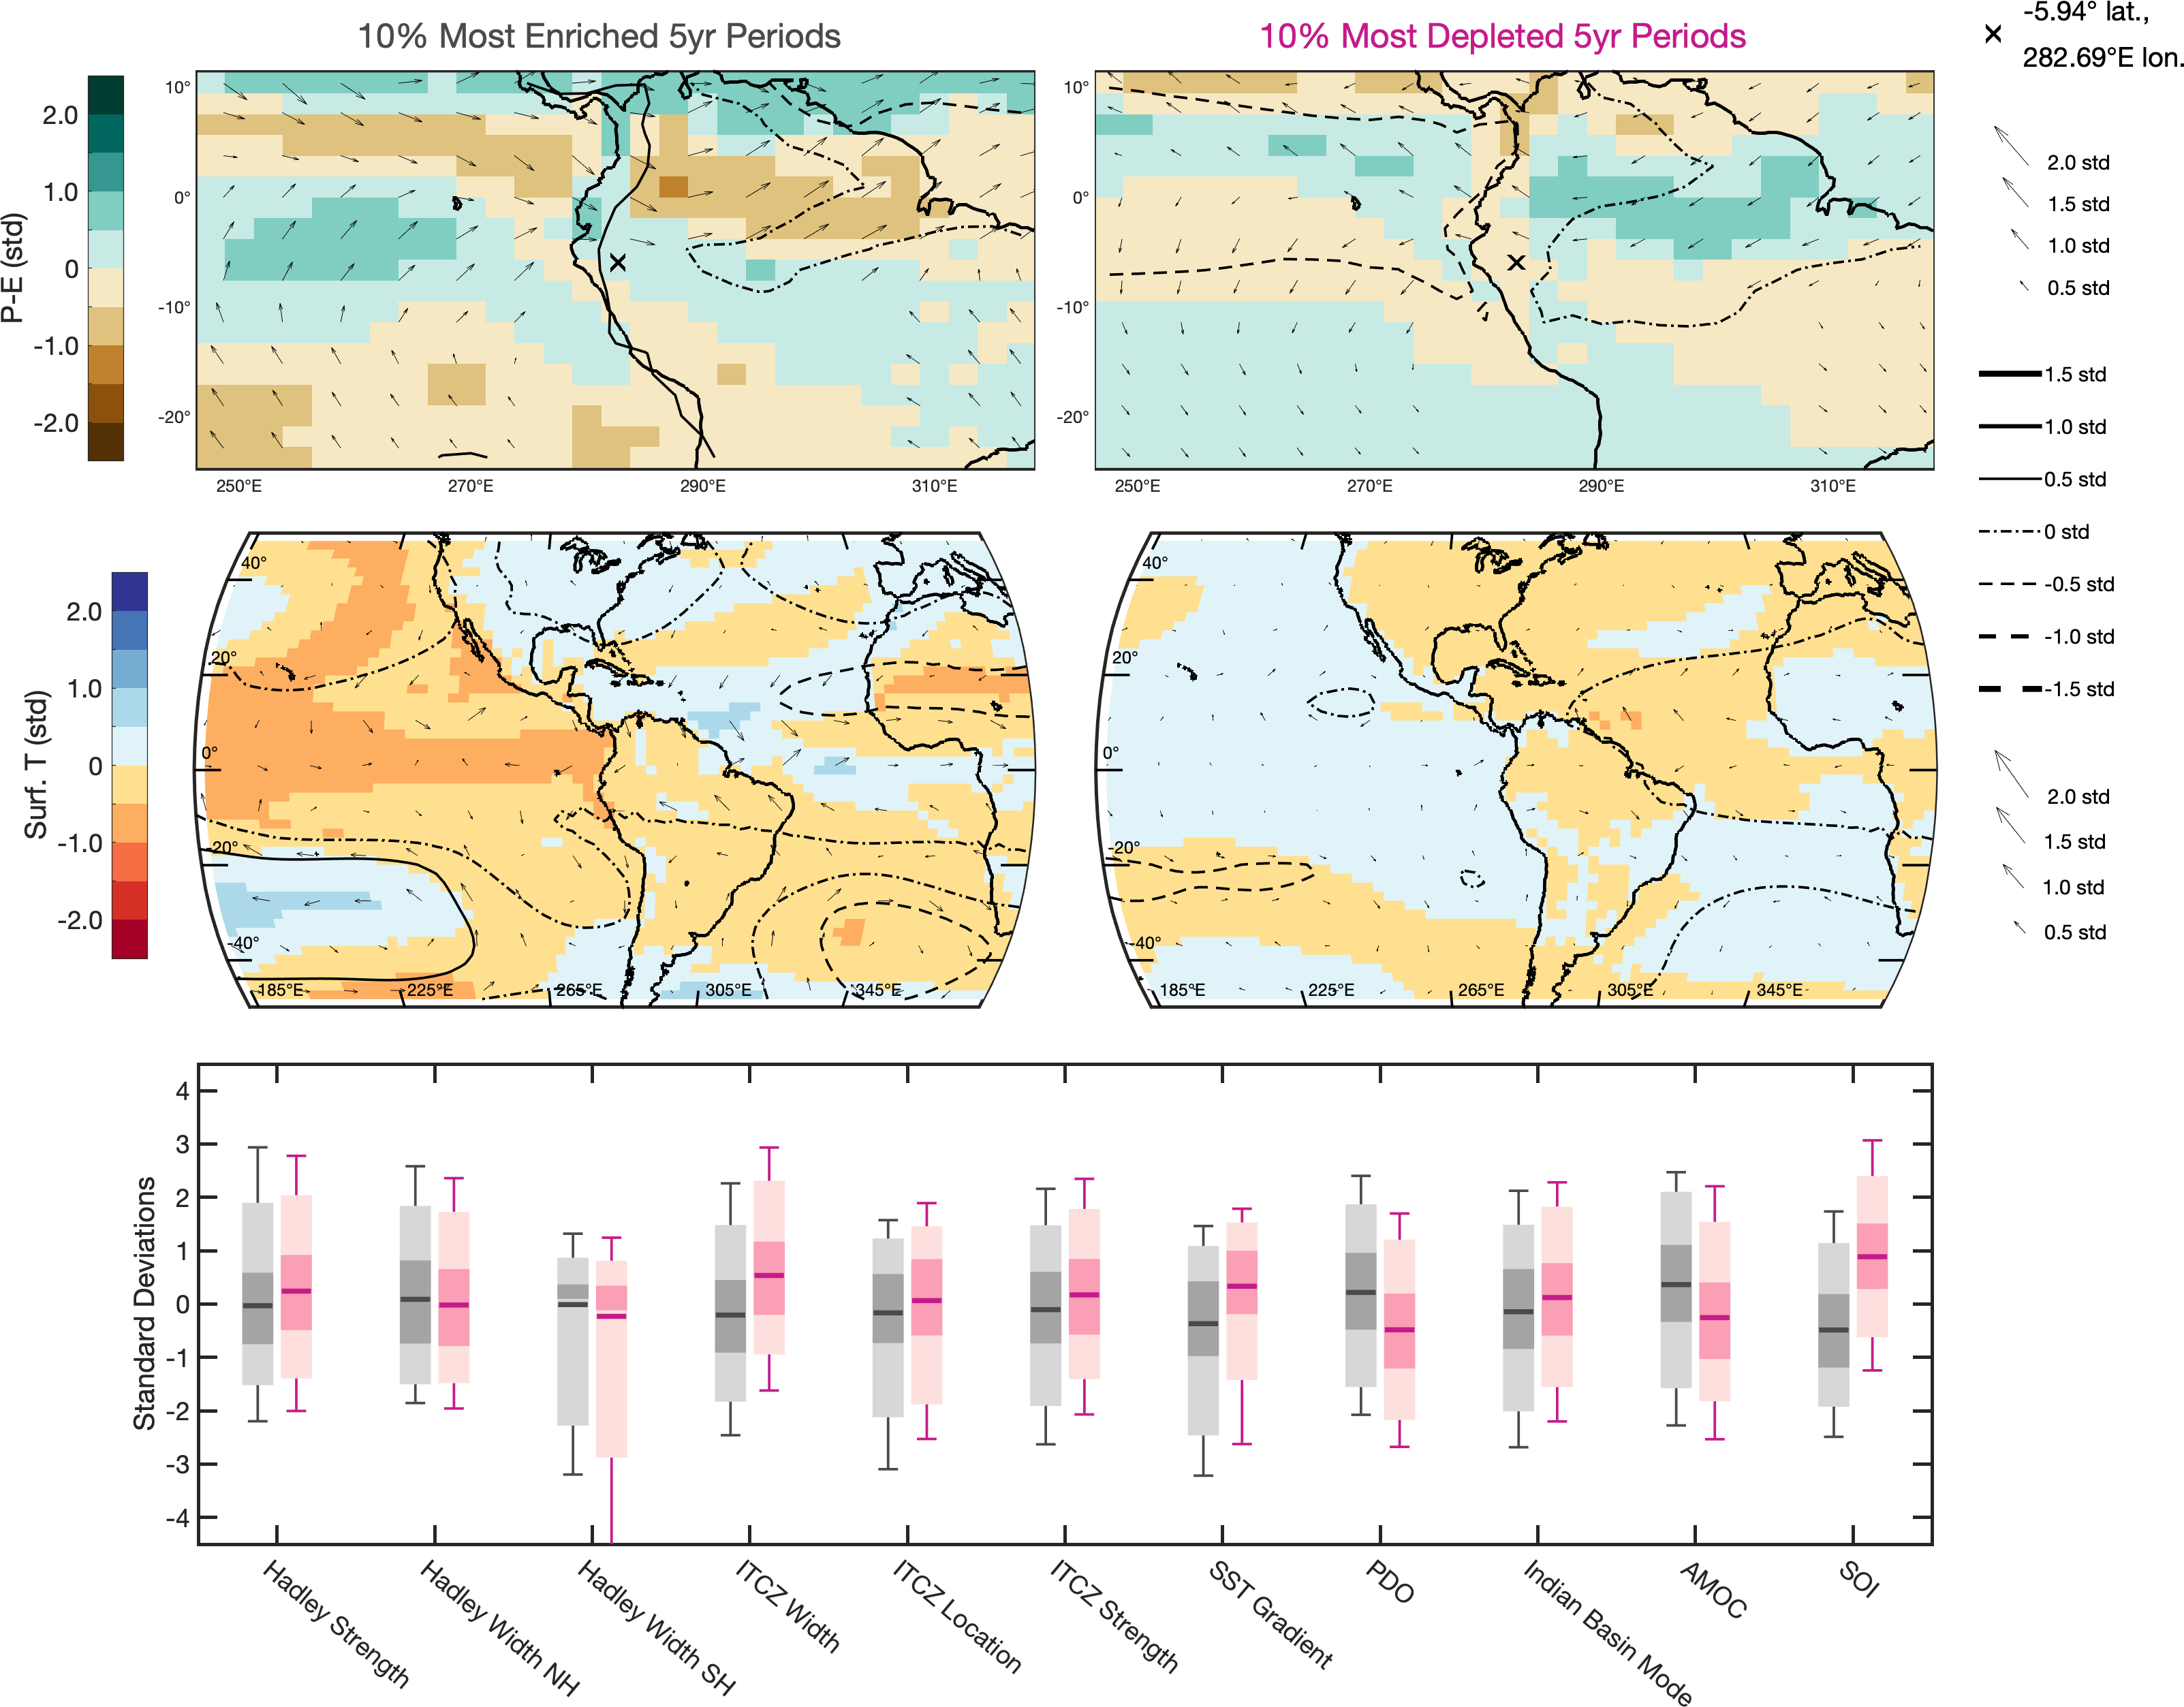 10% Most Enriched 5yr Periods
10% Most Depleted 5yr Periods
-5.94° lat.,
282.69°E lon.
P-E (std)
2.0
1.0
0
-1.0
-2.0
10°
0°
-10°
-20°
250°E
270°E
290°E
310°E
10°
0°
-10°
-20°
250°E
270°E
290°E
310°E
2.0 std
1.5 std
1.0 std
0.5 std
1.5 std
1.0 std
0.5 std
0 std
-0.5 std
-1.0 std
-1.5 std
Surf. T (std)
2.0
1.0
0
-1.0
-2.0
40°
20°
0°
-20°
-40°
185°E
225°E
265°E
305°E
345°E
40°
20°
0°
-20°
-40°
185°E
225°E
265°E
305°E
345°E
2.0 std
1.5 std
1.0 std
0.5 std
Standard Deviations
4
3
2
1
0
-1
-2
-3
-4
Hadley Strength
Hadley Width NH
Hadley Width SH
ITCZ Width
ITCZ Location
ITCZ Strength
SST Gradient
PDO
Indian Basin Mode
AMOC
SOI